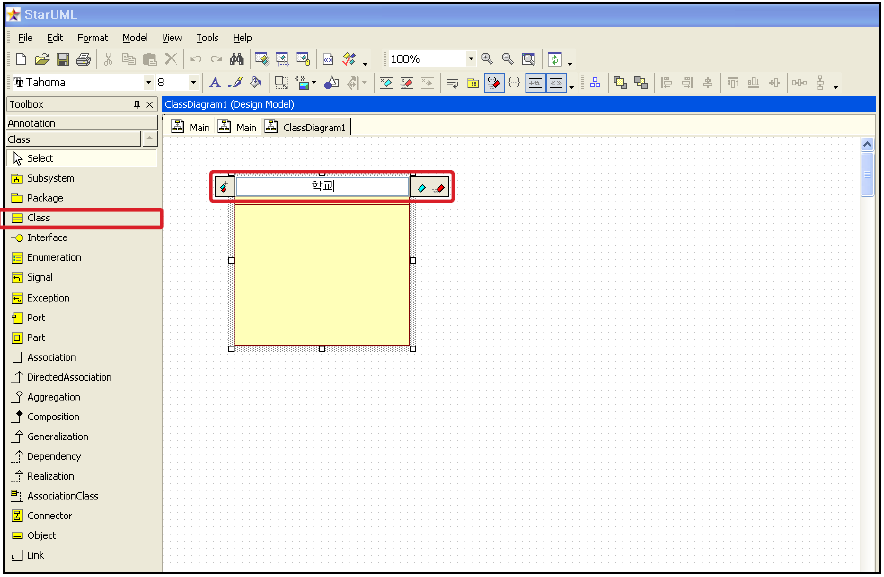 StarUML
File Edit Format Model View Tools Help
100%
Tahoma 8
Toolbox
ClassDiagram1 (Design Model)
Annotation
Main Main ClassDiagram1
Class
Select
Subsystem
학교
Package
Class
Interface
Enumeration
Signal
Exception
Port
Part
Association
DirectedAssociation
Aggregation
Composition
Generalization
Dependency
Realization
AssociationClass
Connector
Object
Link